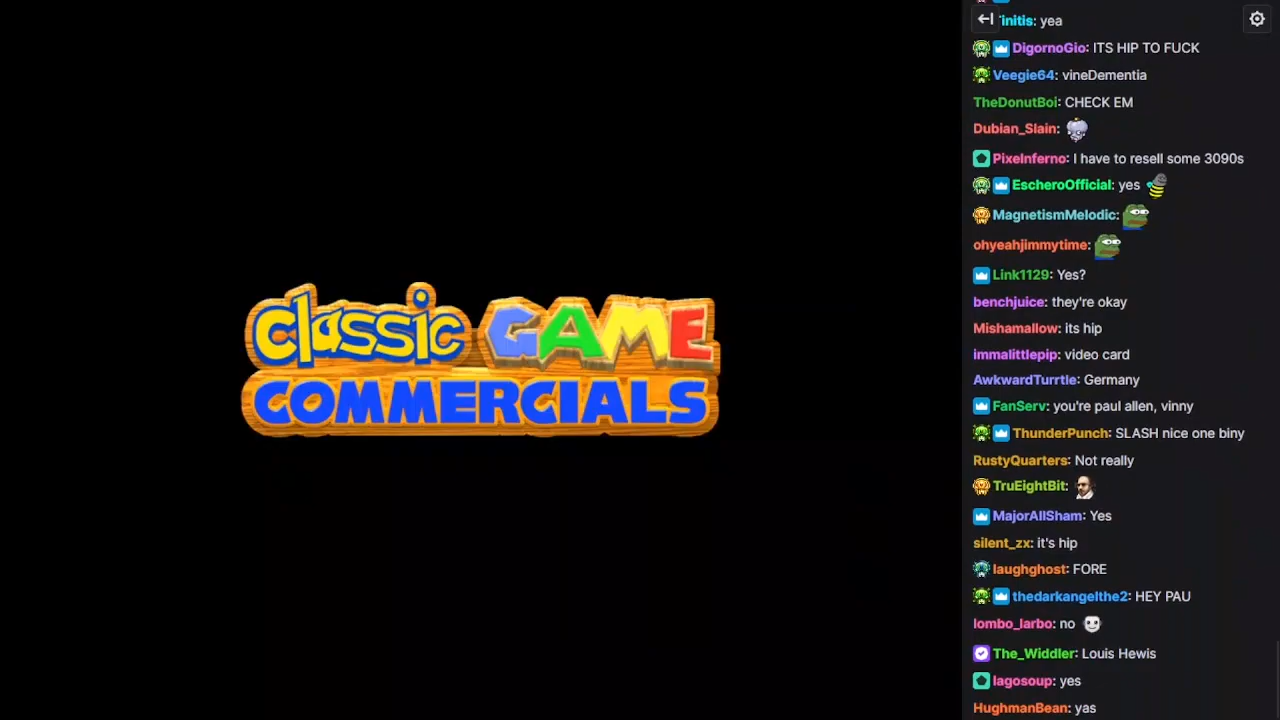 classic GAME
COMMERCIALS
initis: yea
DigornoGio: ITS HIP TO FUCK
Veegie64: vineDementia
TheDonutBoi: CHECK EM
Dubian_Slain:
PixeInferno: I have to resell some 3090s
EscheroOfficial: yes
MagnetismMelodic:
ohyeahjimmytime:
Link1129: Yes?
benchjuice: they're okay
Mishamallow: its hip
immalittlepip: video card
AwkwardTurrtle: Germany
FanServ: you're paul allen, vinny
ThunderPunch: SLASH nice one biny
RustyQuarters: Not really
TruEightBit:
MajorAllSham: Yes
silent_zx: it's hip
laughghost: FORE
thedarkangelthe2: HEY PAU
lombo_larbo: no
The_Widdler: Louis Hewis
lagosoup: yes
HughmanBean: yas